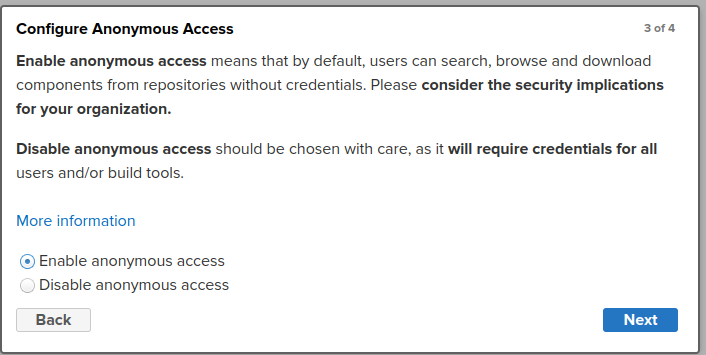 Configure Anonymous Access
3 of 4
Enable anonymous access means that by default, users can search, browse and download
components from repositories without credentials. Please consider the security implications
for your organization.
Disable anonymous access should be chosen with care, as it will require credentials for all
users and/or build tools.
More information
Enable anonymous access
Disable anonymous access
Back
Next